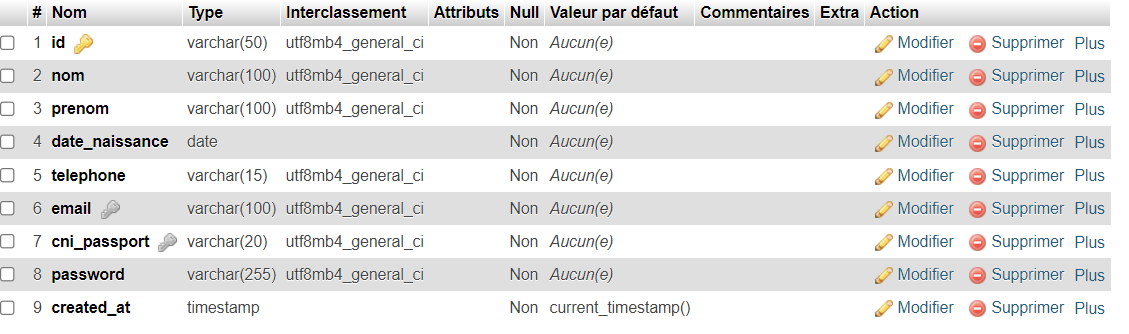 # Nom Type Interclassement Attributs Null Valeur par défaut Commentaires Extra Action
1 id varchar(50) utf8mb4_general_ci Non Aucun(e) Modifier Supprimer Plus
2 nom varchar(100) utf8mb4_general_ci Non Aucun(e) Modifier Supprimer Plus
3 prenom varchar(100) utf8mb4_general_ci Non Aucun(e) Modifier Supprimer Plus
4 date_naissance date Non Aucun(e) Modifier Supprimer Plus
5 telephone varchar(15) utf8mb4_general_ci Non Aucun(e) Modifier Supprimer Plus
6 email varchar(100) utf8mb4_general_ci Non Aucun(e) Modifier Supprimer Plus
7 cni_passport varchar(20) utf8mb4_general_ci Non Aucun(e) Modifier Supprimer Plus
8 password varchar(255) utf8mb4_general_ci Non Aucun(e) Modifier Supprimer Plus
9 created_at timestamp Non current_timestamp() Modifier Supprimer Plus